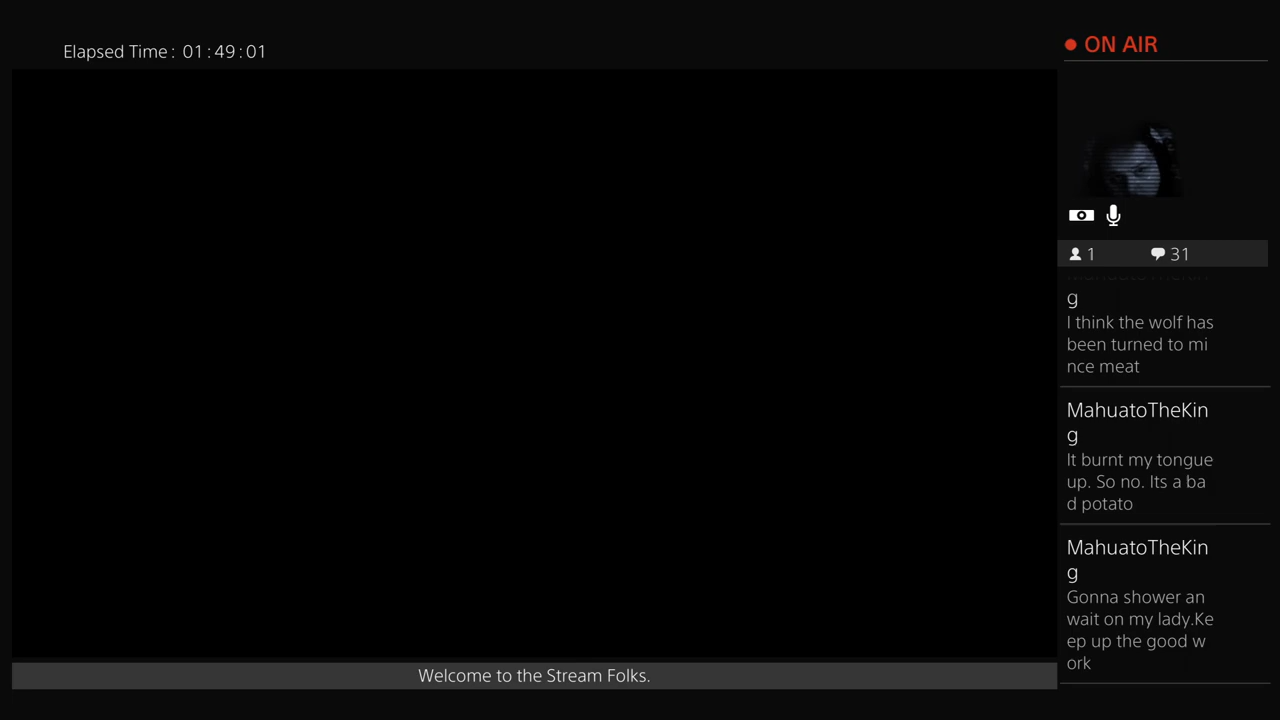 Elapsed Time: 01:49:01
ON AIR
1 31
g
I think the wolf has
been turned to mi
nce meat
MahuatoTheKin
g
It burnt my tongue
up. So no. Its a ba
d potato
MahuatoTheKin
g
Gonna shower an
wait on my lady.Ke
ep up the good w
ork
Welcome to the Stream Folks.